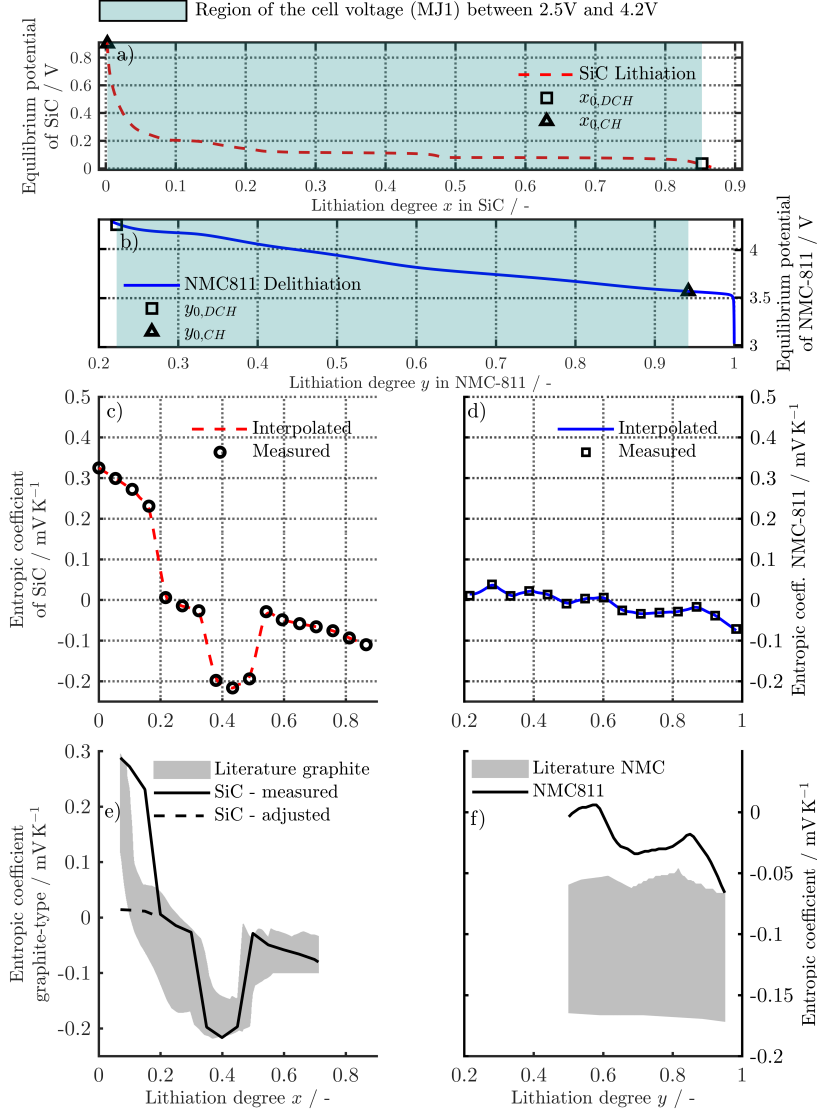 Region of the cell voltage (MJ1) between 2.5V and 4.2V
Equilibrium potential
of SiC / V
0.8
0.6
0.4
0.2
0
a)
SiC Lithiation
x0,DCH
x0,CH
0 0.1 0.2 0.3 0.4 0.5 0.6 0.7 0.8 0.9
Lithiation degree x in SiC / -
b)
NMC811 Delithiation
y0,DCH
y0,CH
4
3.5
3
Equilibrium potential
of NMC-811 / V
0.2 0.3 0.4 0.5 0.6 0.7 0.8 0.9 1
Lithiation degree y in NMC-811 / -
Entropic coefficient
of SiC / mV K−1
0.5
0.4
0.3
0.2
0.1
0
-0.1
-0.2
c)
Interpolated
Measured
0 0.2 0.4 0.6 0.8
d)
Interpolated
Measured
0.5
0.4
0.3
0.2
0.1
0
-0.1
-0.2
Entropic coeff. NMC-811 / mV K−1
0.2 0.4 0.6 0.8 1
Entropic coefficient
graphite-type / mV K−1
0.3
0.2
0.1
0
-0.1
-0.2
e)
Literature graphite
SiC - measured
SiC - adjusted
0 0.2 0.4 0.6 0.8
Lithiation degree x / -
f)
Literature NMC
NMC811
0
-0.05
-0.1
-0.15
-0.2
Entropic coefficient / mV K−1
0.2 0.4 0.6 0.8 1
Lithiation degree y / -